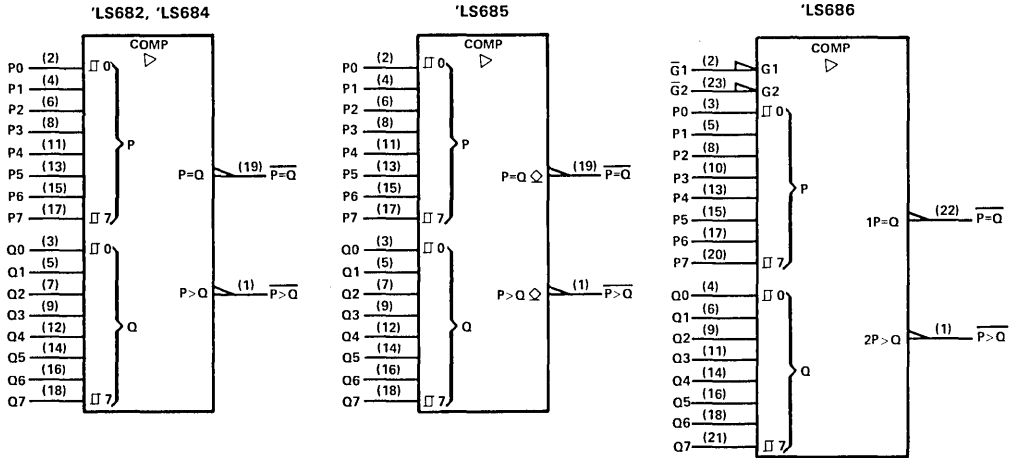 'LS682, 'LS684
COMP
▷
P0 (2) ∏ 0
P1 (4)
P2 (6)
P3 (8)
P4 (11)
P5 (13)
P6 (15)
P7 (17) ∏ 7
P
Q0 (3) ∏ 0
Q1 (5)
Q2 (7)
Q3 (9)
Q4 (12)
Q5 (14)
Q6 (16)
Q7 (18) ∏ 7
Q
P=Q (19) P=Q
P>Q (1) P>Q
'LS685
COMP
▷
P0 (2) ∏ 0
P1 (4)
P2 (6)
P3 (8)
P4 (11)
P5 (13)
P6 (15)
P7 (17) ∏ 7
P
Q0 (3) ∏ 0
Q1 (5)
Q2 (7)
Q3 (9)
Q4 (12)
Q5 (14)
Q6 (16)
Q7 (18) ∏ 7
Q
P=Q ◇ (19) P=Q
P>Q ◇ (1) P>Q
'LS686
COMP
▷
G̅1 (2) G1
G̅2 (23) G2
P0 (3) ∏ 0
P1 (5)
P2 (8)
P3 (10)
P4 (13)
P5 (15)
P6 (17)
P7 (20) ∏ 7
P
Q0 (4) ∏ 0
Q1 (6)
Q2 (9)
Q3 (11)
Q4 (14)
Q5 (16)
Q6 (18)
Q7 (21) ∏ 7
Q
1P=Q (22) P=Q
2P>Q (1) P>Q